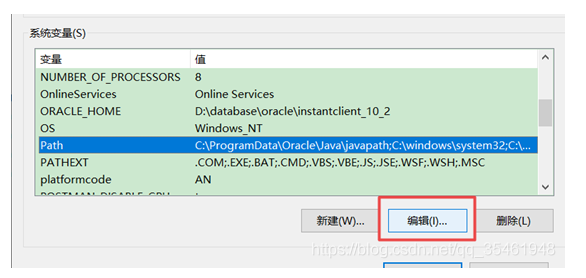 系统变量(S)
变量 值
NUMBER_OF_PROCESSORS 8
OnlineServices Online Services
ORACLE_HOME D:\database\oracle\instantclient_10_2
OS Windows_NT
Path C:\ProgramData\Oracle\Java\javapath;C:\windows\system32;C:\...
PATHEXT .COM;.EXE;.BAT;.CMD;.VBS;.VBE;.JS;.JSE;.WSF;.WSH;.MSC
platformcode AN
新建(W)... 编辑(I)... 删除(L)
https://blog.csdn.net/qq_35461948